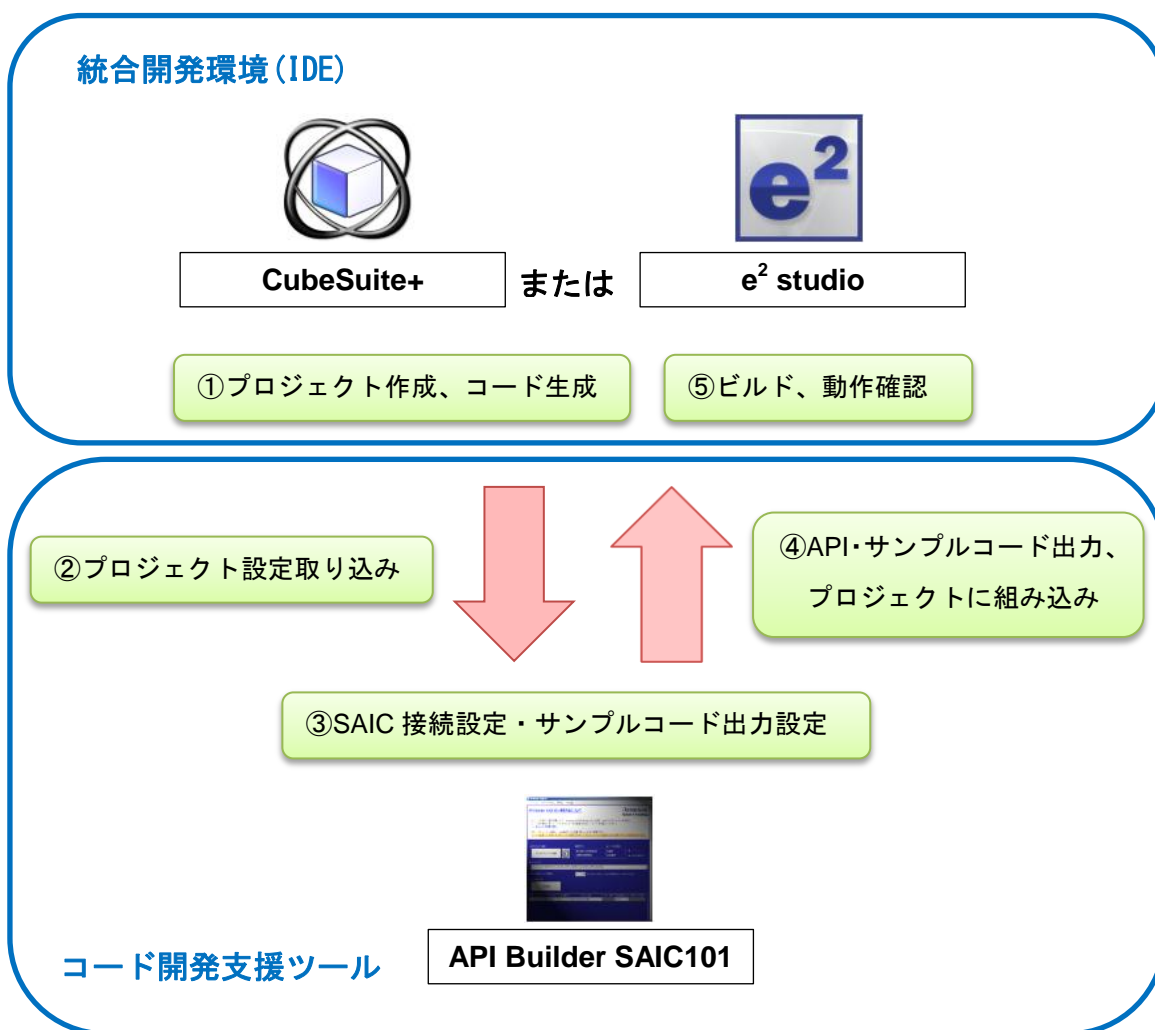 統合開発環境(IDE)
e²
CubeSuite+
または
e² studio
①プロジェクト作成、コード生成
⑤ビルド、動作確認
②プロジェクト設定取り込み
④API・サンプルコード出力、
プロジェクトに組み込み
③SAIC 接続設定・サンプルコード出力設定
API Builder SAIC101
コード開発支援ツール